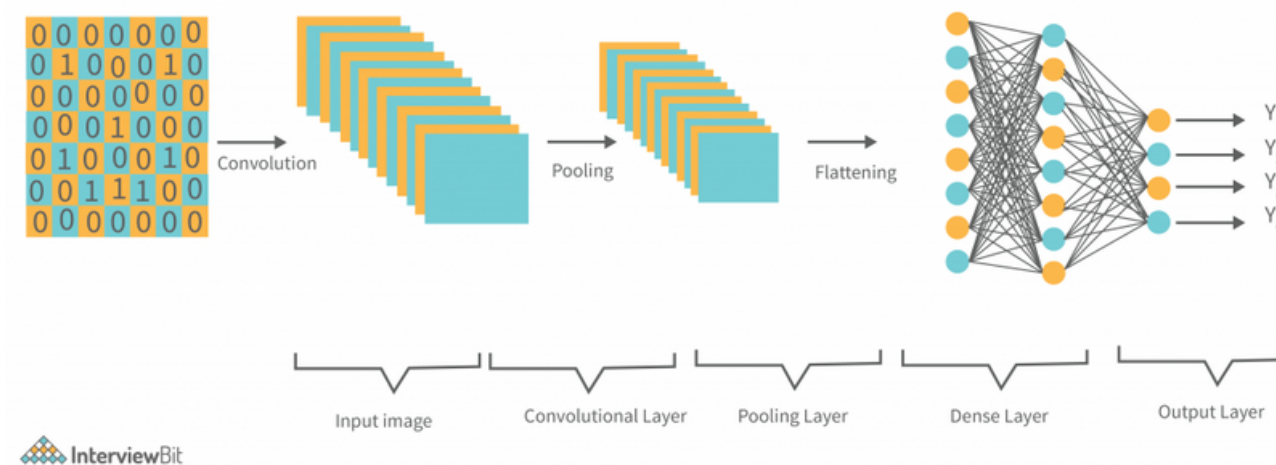 0 0 0 0 0 0 0
0 1 0 0 0 1 0
0 0 0 0 0 0 0
0 0 0 1 0 0 0
0 1 0 0 0 1 0
0 0 1 1 1 0 0
0 0 0 0 0 0 0
Convolution
Pooling
Flattening
Y
Y
Y
Y
Input image
Convolutional Layer
Pooling Layer
Dense Layer
Output Layer
InterviewBit